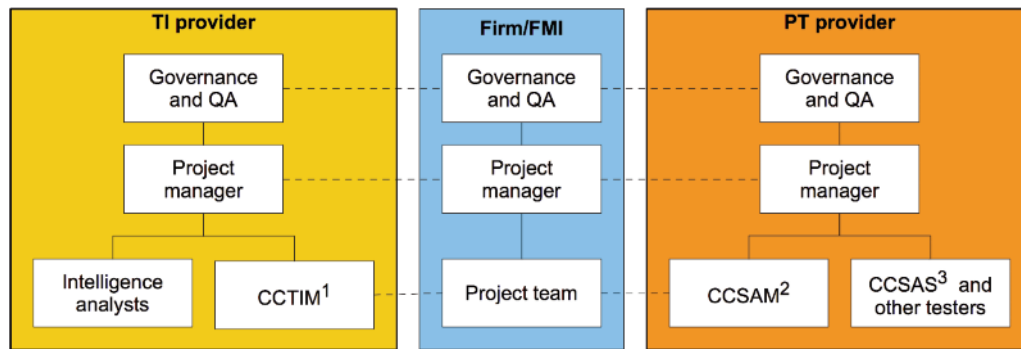 TI provider
Firm/FMI
PT provider
Governance
and QA
Governance
and QA
Governance
and QA
Project
manager
Project
manager
Project
manager
Intelligence
analysts
CCTIM¹
Project team
CCSAM²
CCSAS³ and
other testers